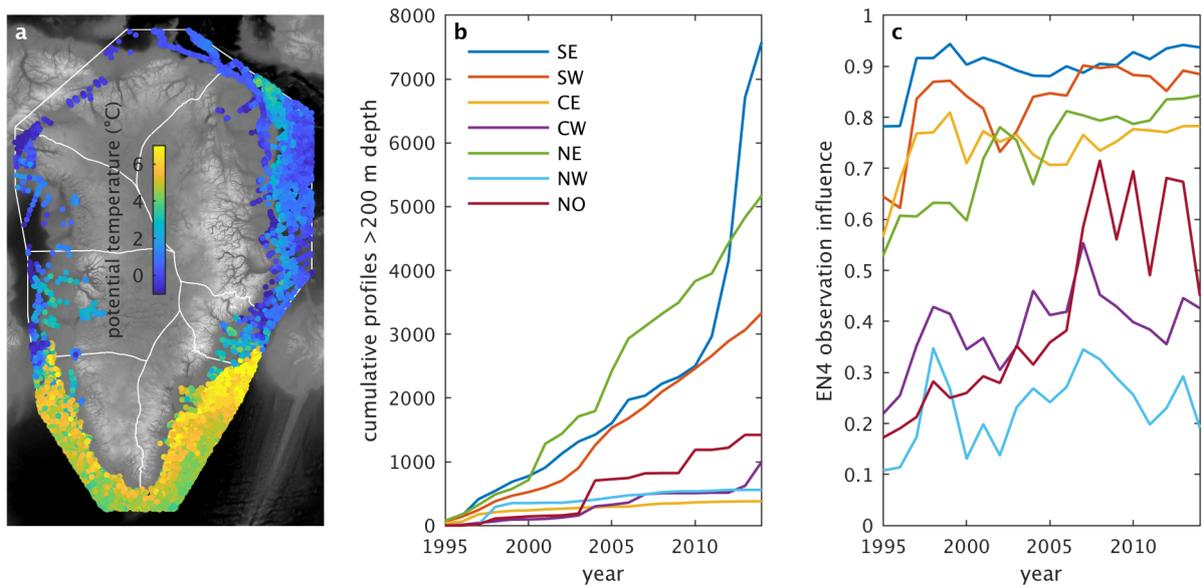 a
potential temperature (°C)
6
4
2
0
b
cumulative profiles >200 m depth
8000
7000
6000
5000
4000
3000
2000
1000
0
SE
SW
CE
CW
NE
NW
NO
1995 2000 2005 2010
year
c
EN4 observation influence
1
0.9
0.8
0.7
0.6
0.5
0.4
0.3
0.2
0.1
0
1995 2000 2005 2010
year